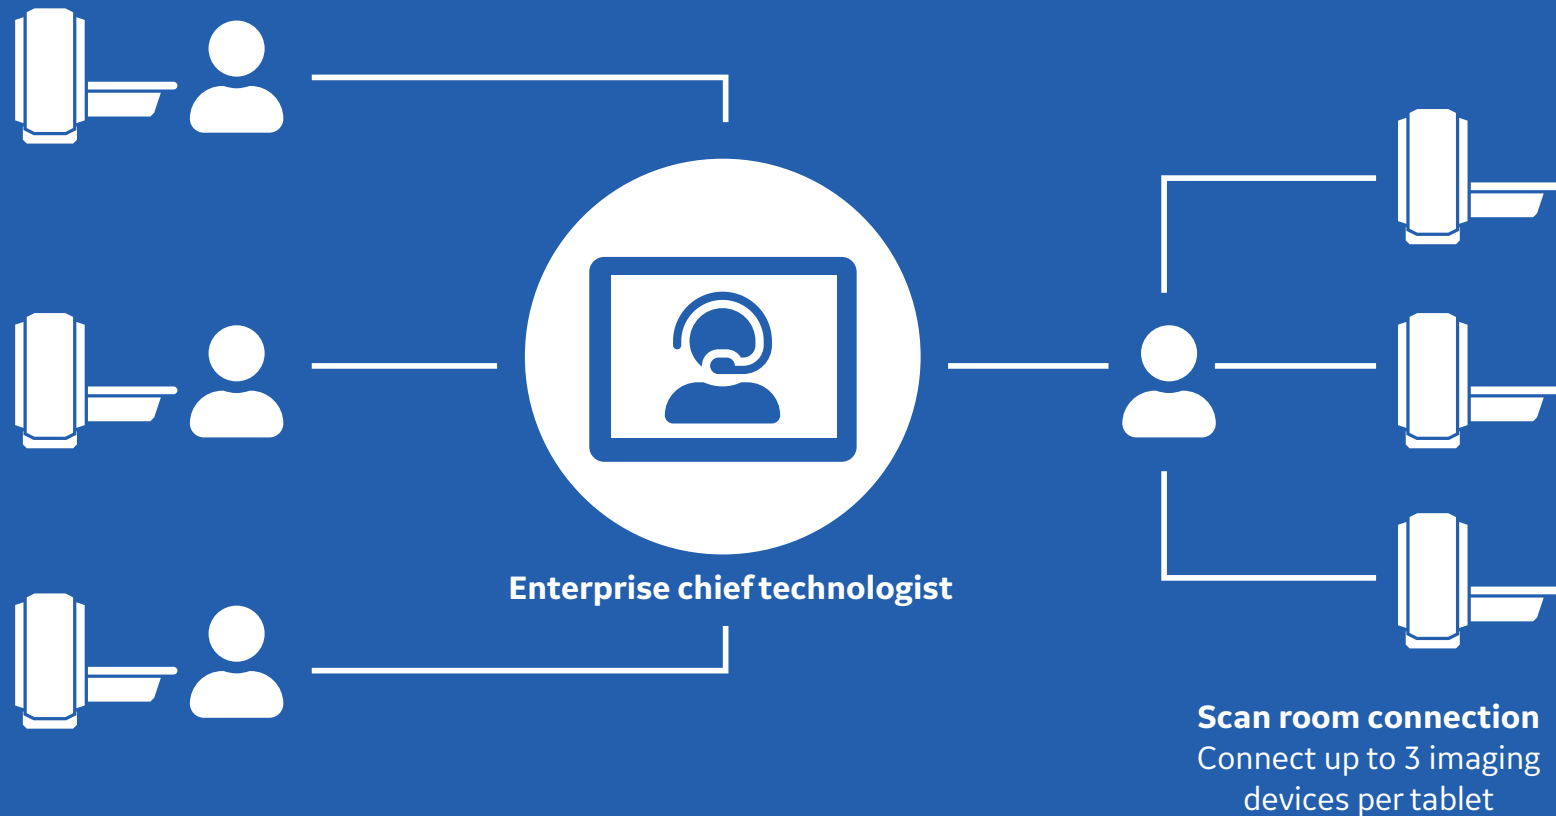 Enterprise chief technologist
Scan room connection
Connect up to 3 imaging
devices per tablet